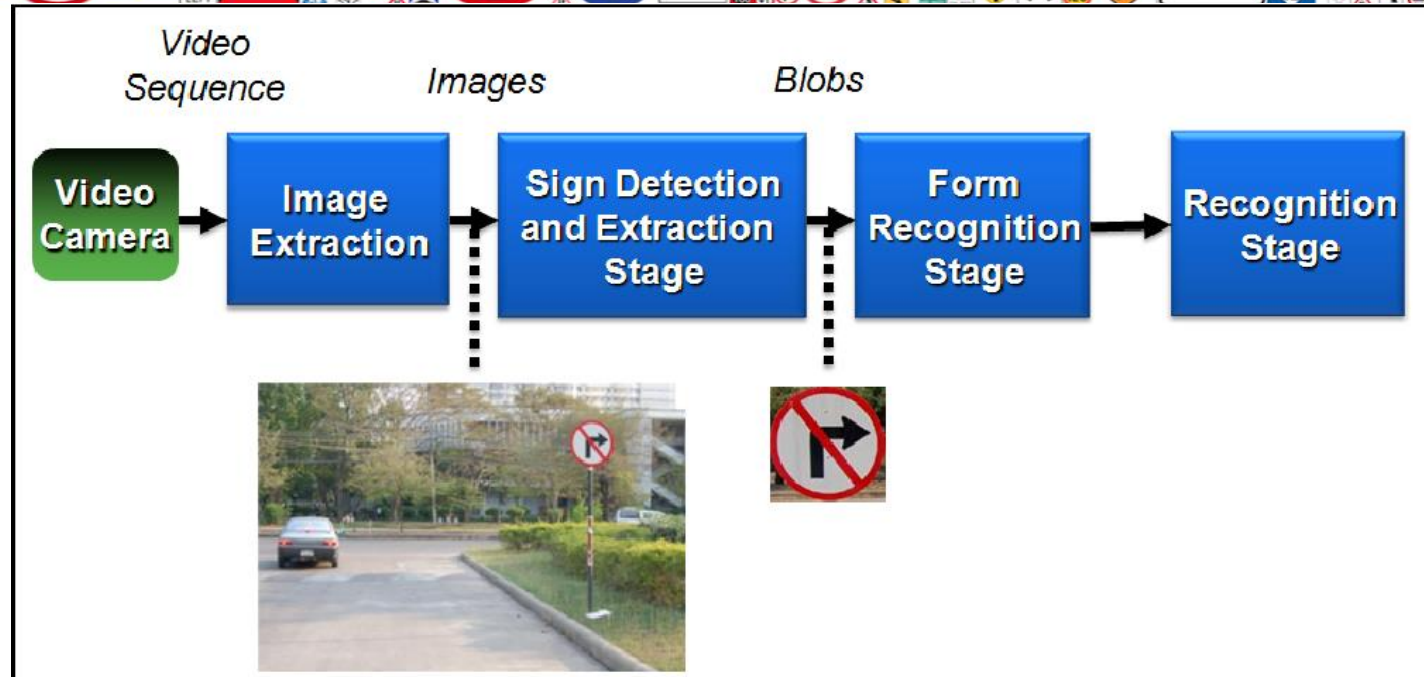 Video
Sequence
Images
Blobs
Video
Camera
Image
Extraction
Sign Detection
and Extraction
Stage
Form
Recognition
Stage
Recognition
Stage